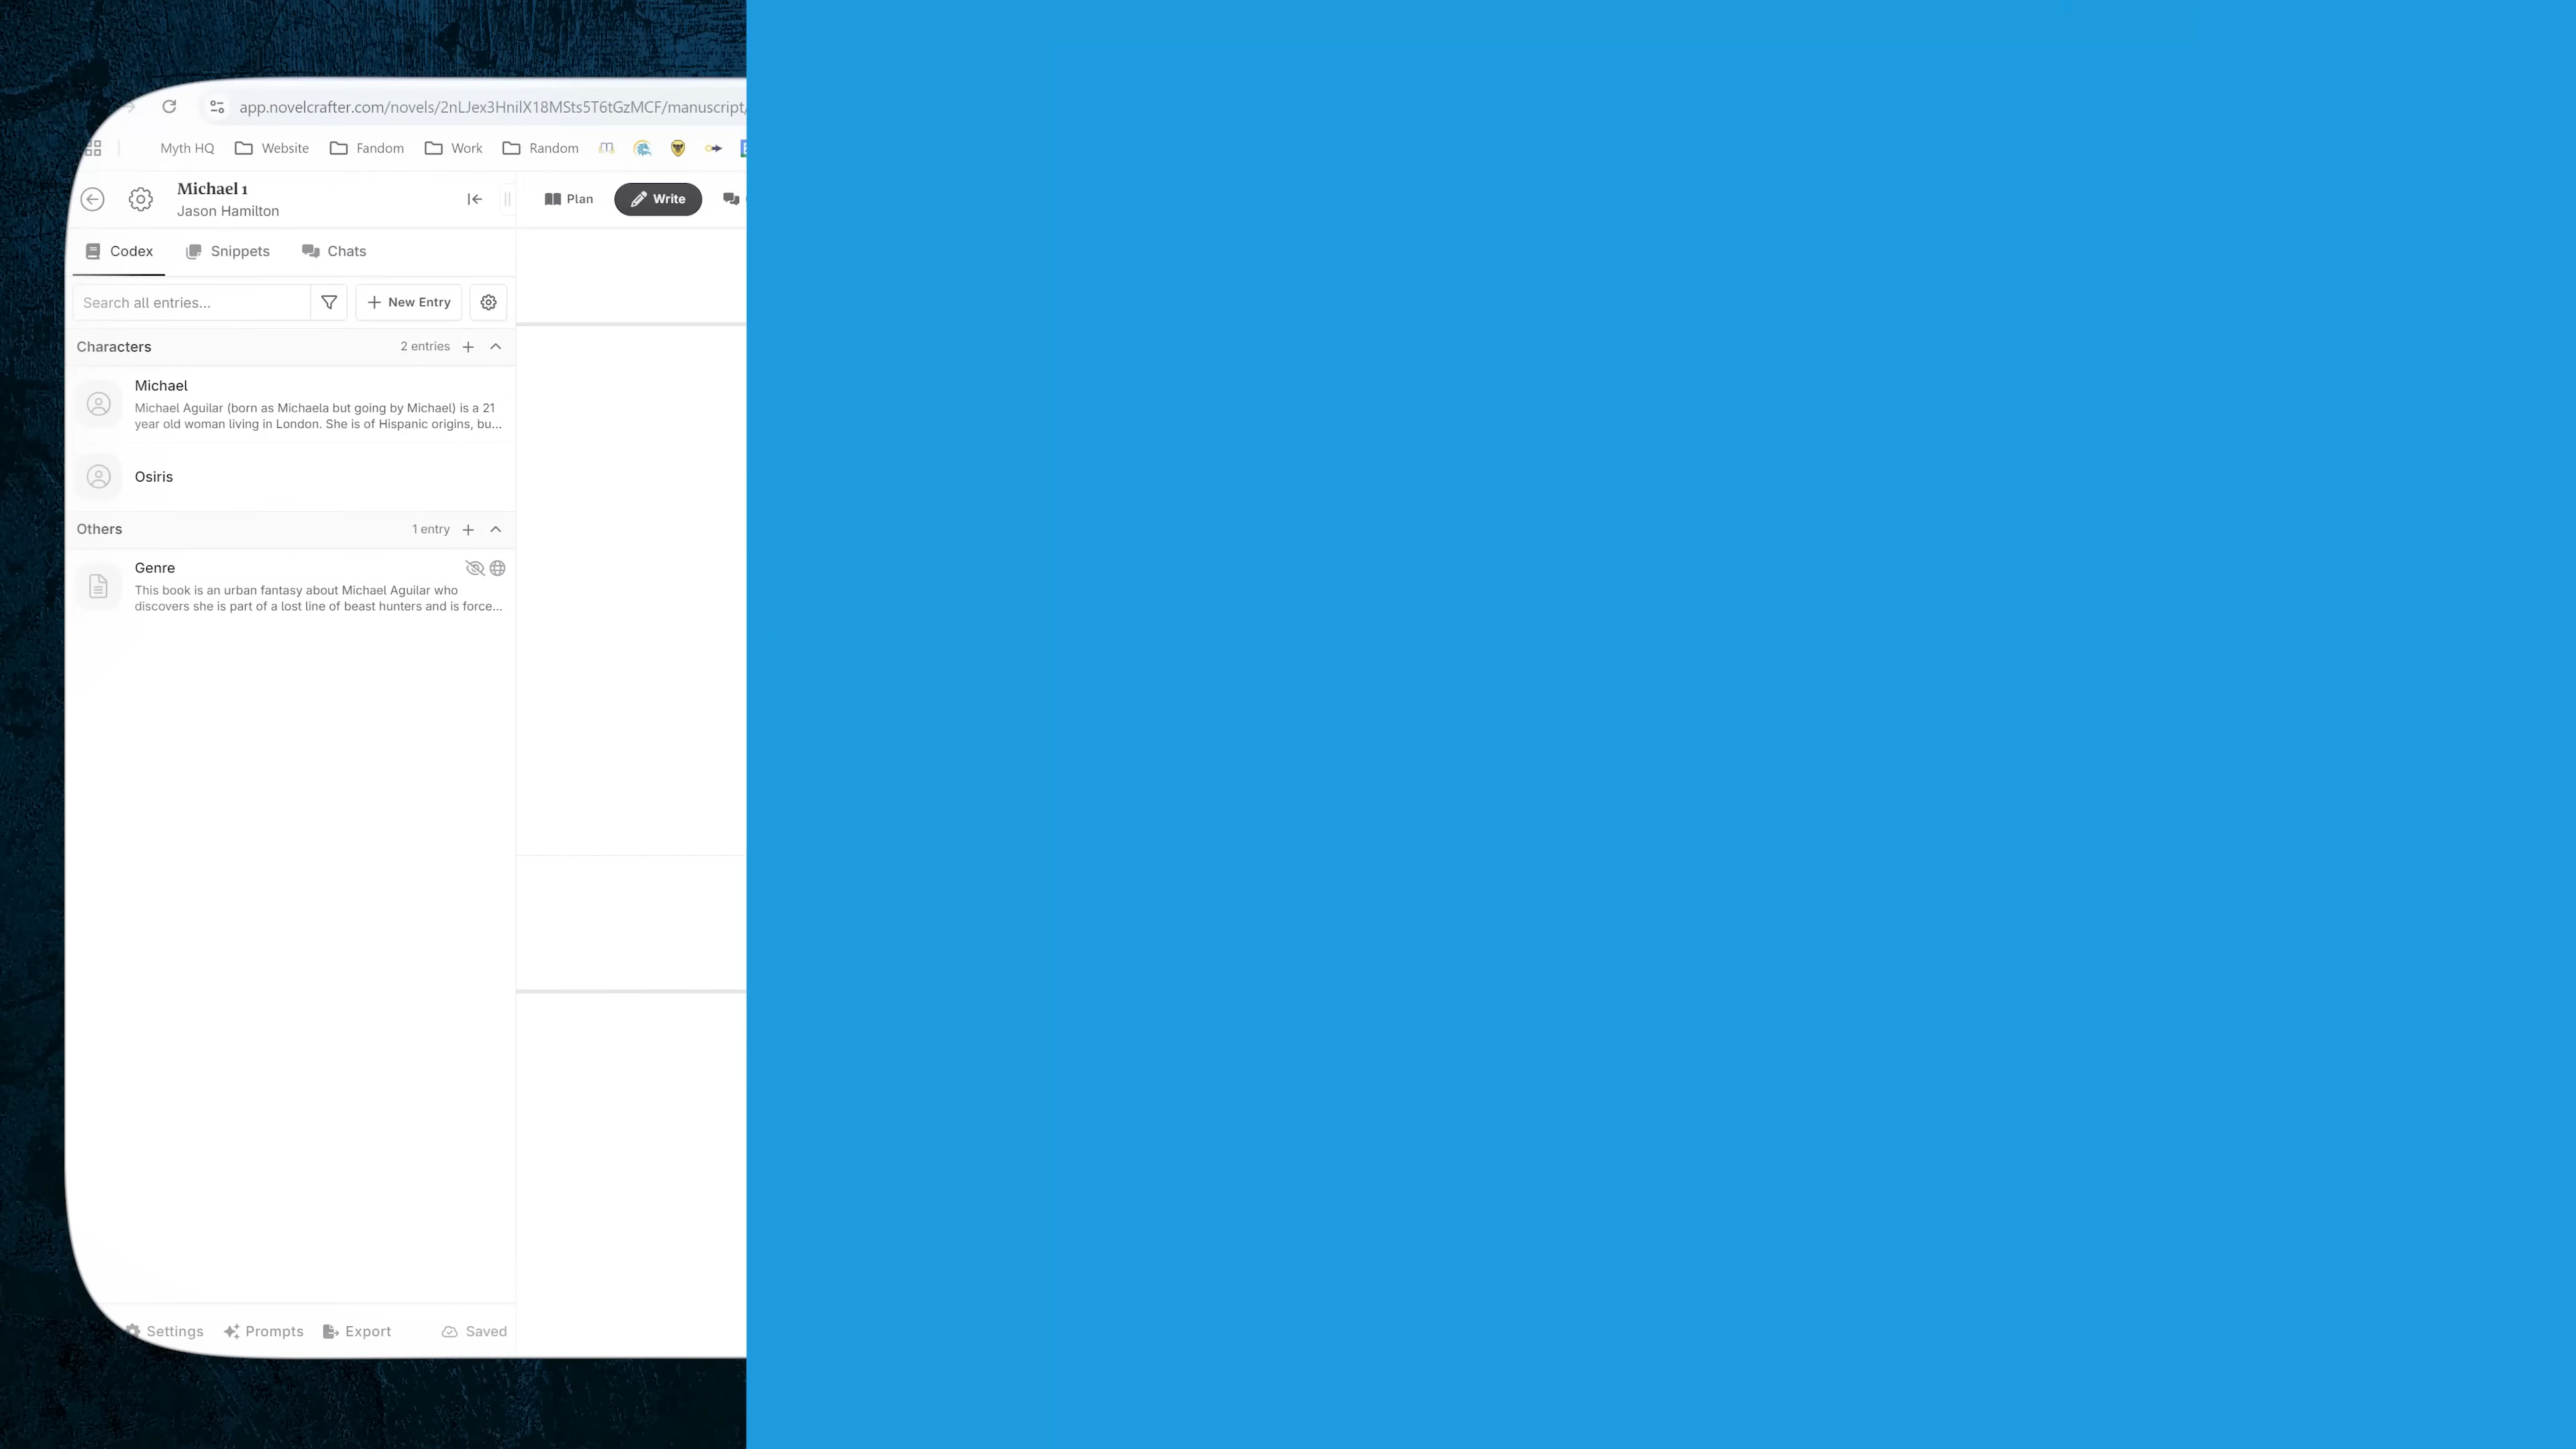 app.novelcrafter.com/novels/2nLJex3HnilX18MSts5T6tGzMCF/manuscript/
Myth HQ Website Fandom Work Random
Michael 1
Jason Hamilton
Plan Write
Codex Snippets Chats
Search all entries... New Entry
Characters 2 entries
Michael
Michael Aguilar (born as Michaela but going by Michael) is a 21
year old woman living in London. She is of Hispanic origins, bu...
Osiris
Others 1 entry
Genre
This book is an urban fantasy about Michael Aguilar who
discovers she is part of a lost line of beast hunters and is force...
Settings Prompts Export Saved